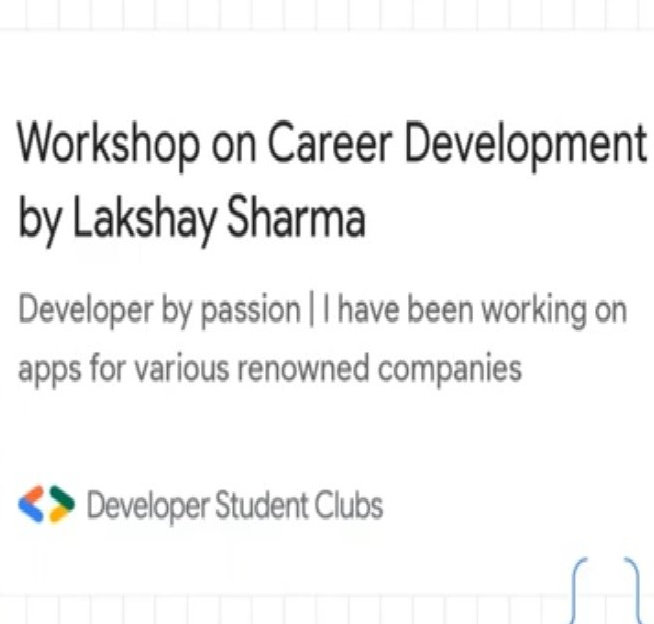 Workshop on Career Development
by Lakshay Sharma
Developer by passion | I have been working on
apps for various renowned companies
Developer Student Clubs